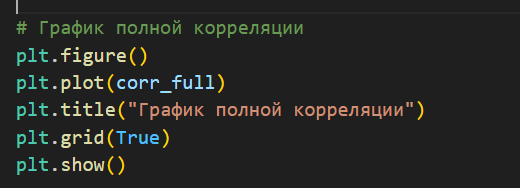 # График полной корреляции
plt.figure()
plt.plot(corr_full)
plt.title("График полной корреляции")
plt.grid(True)
plt.show()